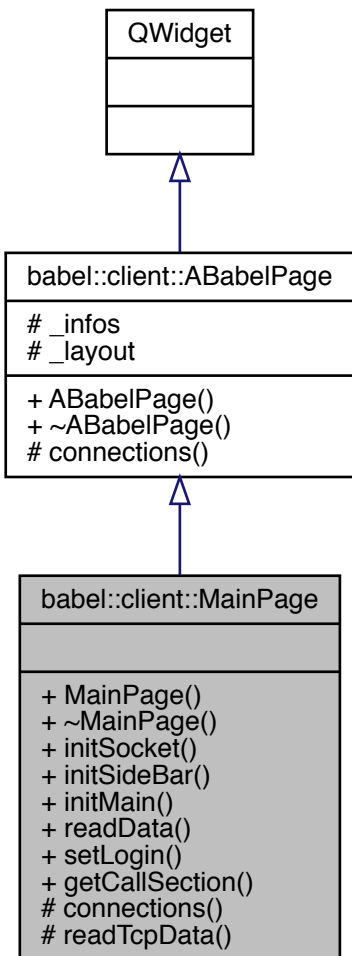 QWidget
babel::client::ABabelPage
# _infos
# _layout
+ ABabelPage()
+ ~ABabelPage()
# connections()
babel::client::MainPage
+ MainPage()
+ ~MainPage()
+ initSocket()
+ initSideBar()
+ initMain()
+ readData()
+ setLogin()
+ getCallSection()
# connections()
# readTcpData()